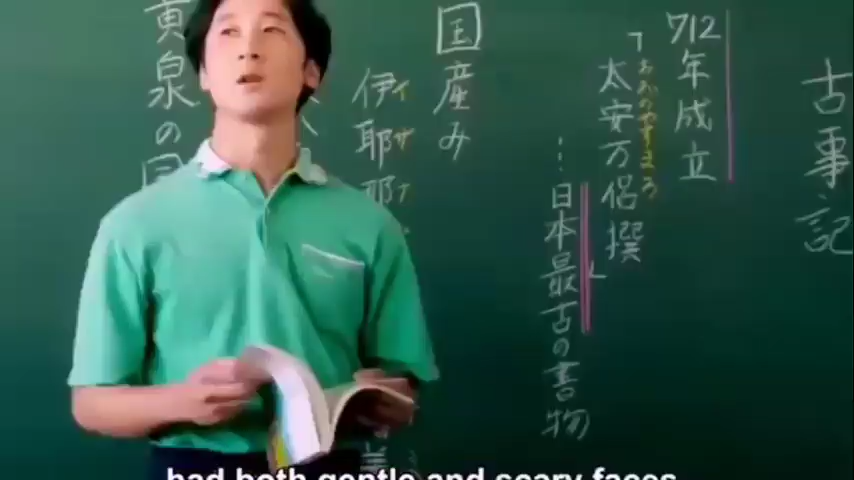 古事記
712年成立
太安万侶撰
おおのやすまろ
…日本最古の書物
国産み
伊耶耶
イザナ
黄泉の国
had both gentle and scary faces